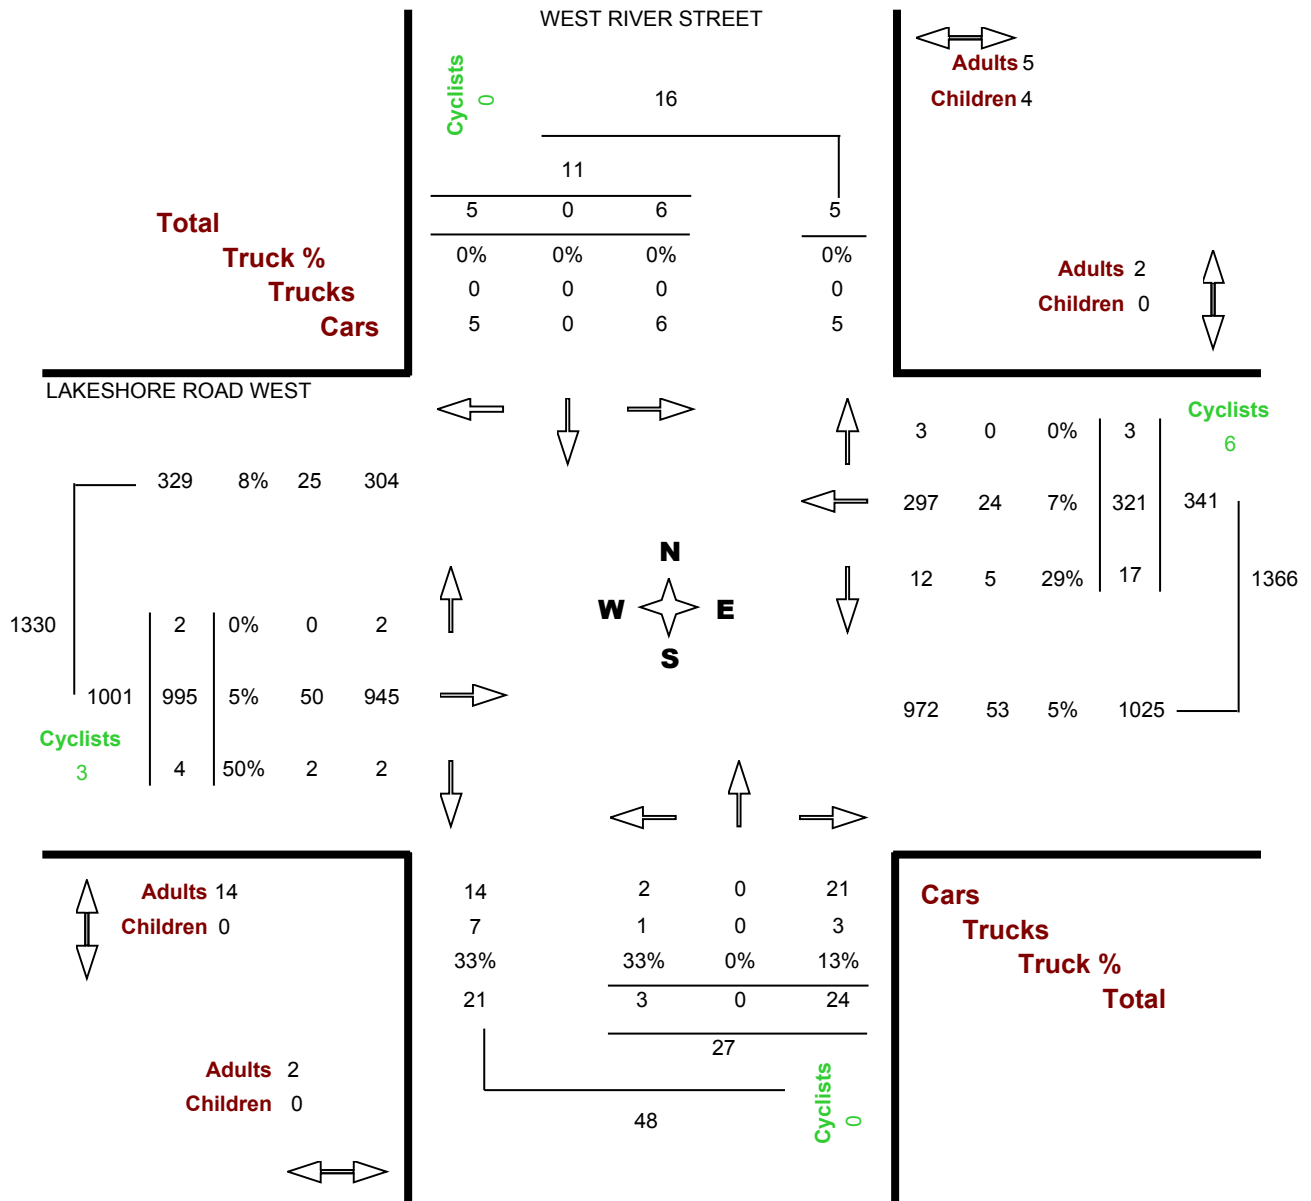 WEST RIVER STREET
Adults 5
Children 4
Cyclists
0
16
11
5 0 6 5
Total
0% 0% 0% 0%
Truck %
Adults 2
0 0 0 0
Trucks
Children 0
5 0 6 5
Cars
LAKESHORE ROAD WEST
Cyclists
6
3 0 0% 3
329 8% 25 304
297 24 7% 321 341
N
12 5 29% 17
1366
W E
1330
2 0% 0 2
S
1001 995 5% 50 945
972 53 5% 1025
Cyclists
3
4 50% 2 2
Adults 14
14 2 0 21
Cars
Children 0
7 1 0 3
Trucks
33% 33% 0% 13%
Truck %
21 3 0 24
Total
27
Adults 2
Children 0
Cyclists
0
48